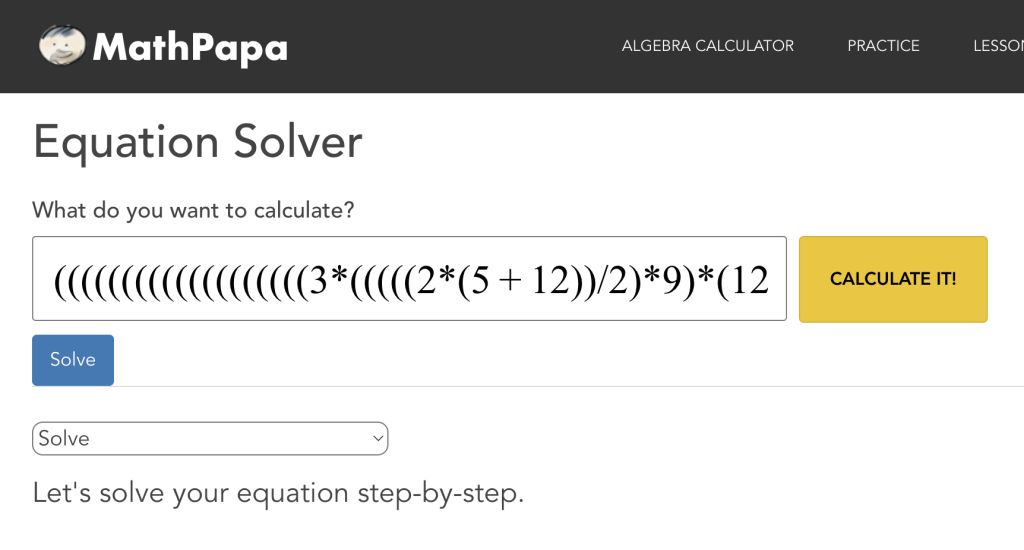 MathPapa
ALGEBRA CALCULATOR PRACTICE LESSON
Equation Solver
What do you want to calculate?
(((((((((((((((((((3*(((((2*(5 + 12))/2)*9)*(12
CALCULATE IT!
Solve
Solve
Let's solve your equation step-by-step.